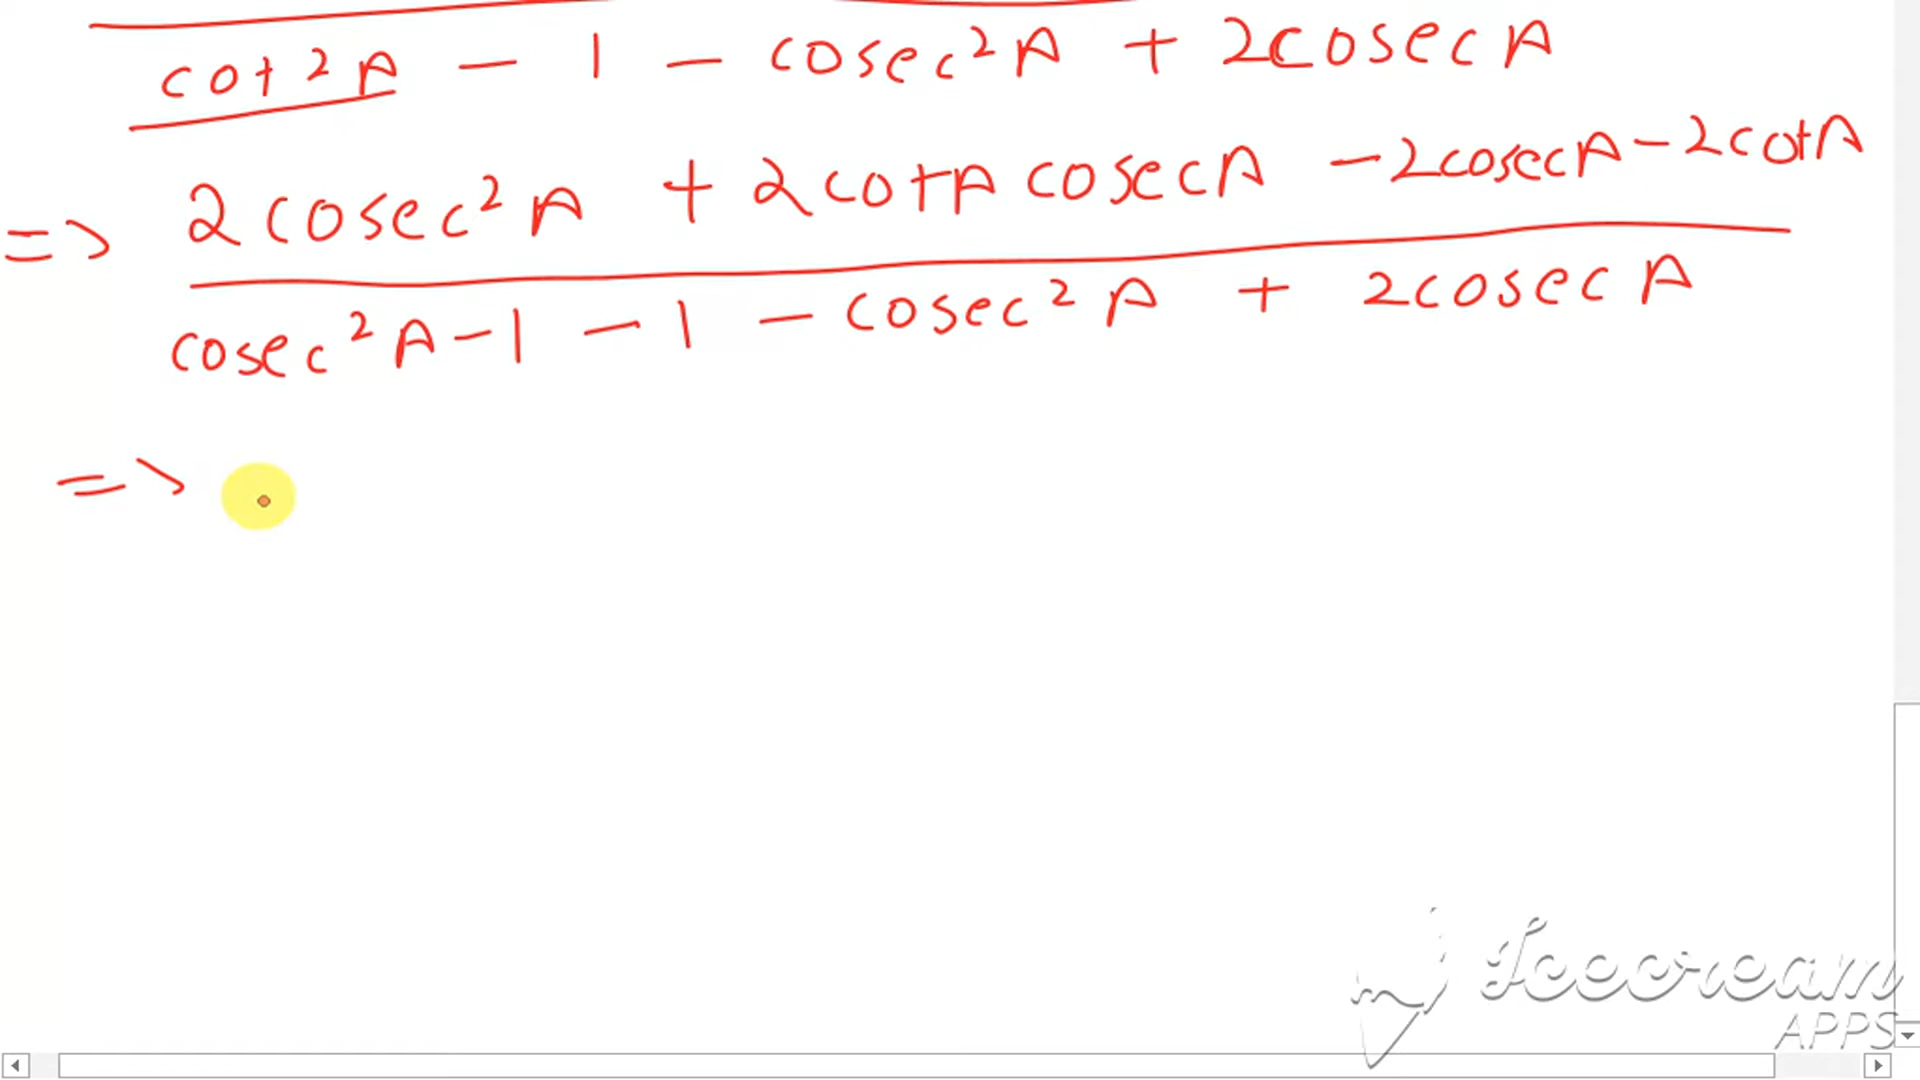 cot²A - 1 - cosec²A + 2cosecA
=> 2cosec²A + 2cotA cosecA - 2cosecA - 2cotA
cosec²A - 1 - 1 - cosec²A + 2cosecA
=>
Icecream
APPS